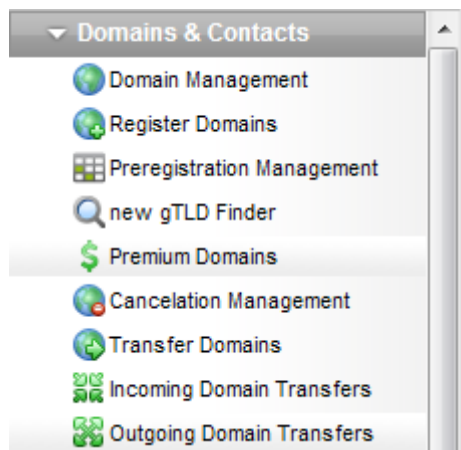 Domains & Contacts
Domain Management
Register Domains
Preregistration Management
new gTLD Finder
Premium Domains
Cancelation Management
Transfer Domains
Incoming Domain Transfers
Outgoing Domain Transfers